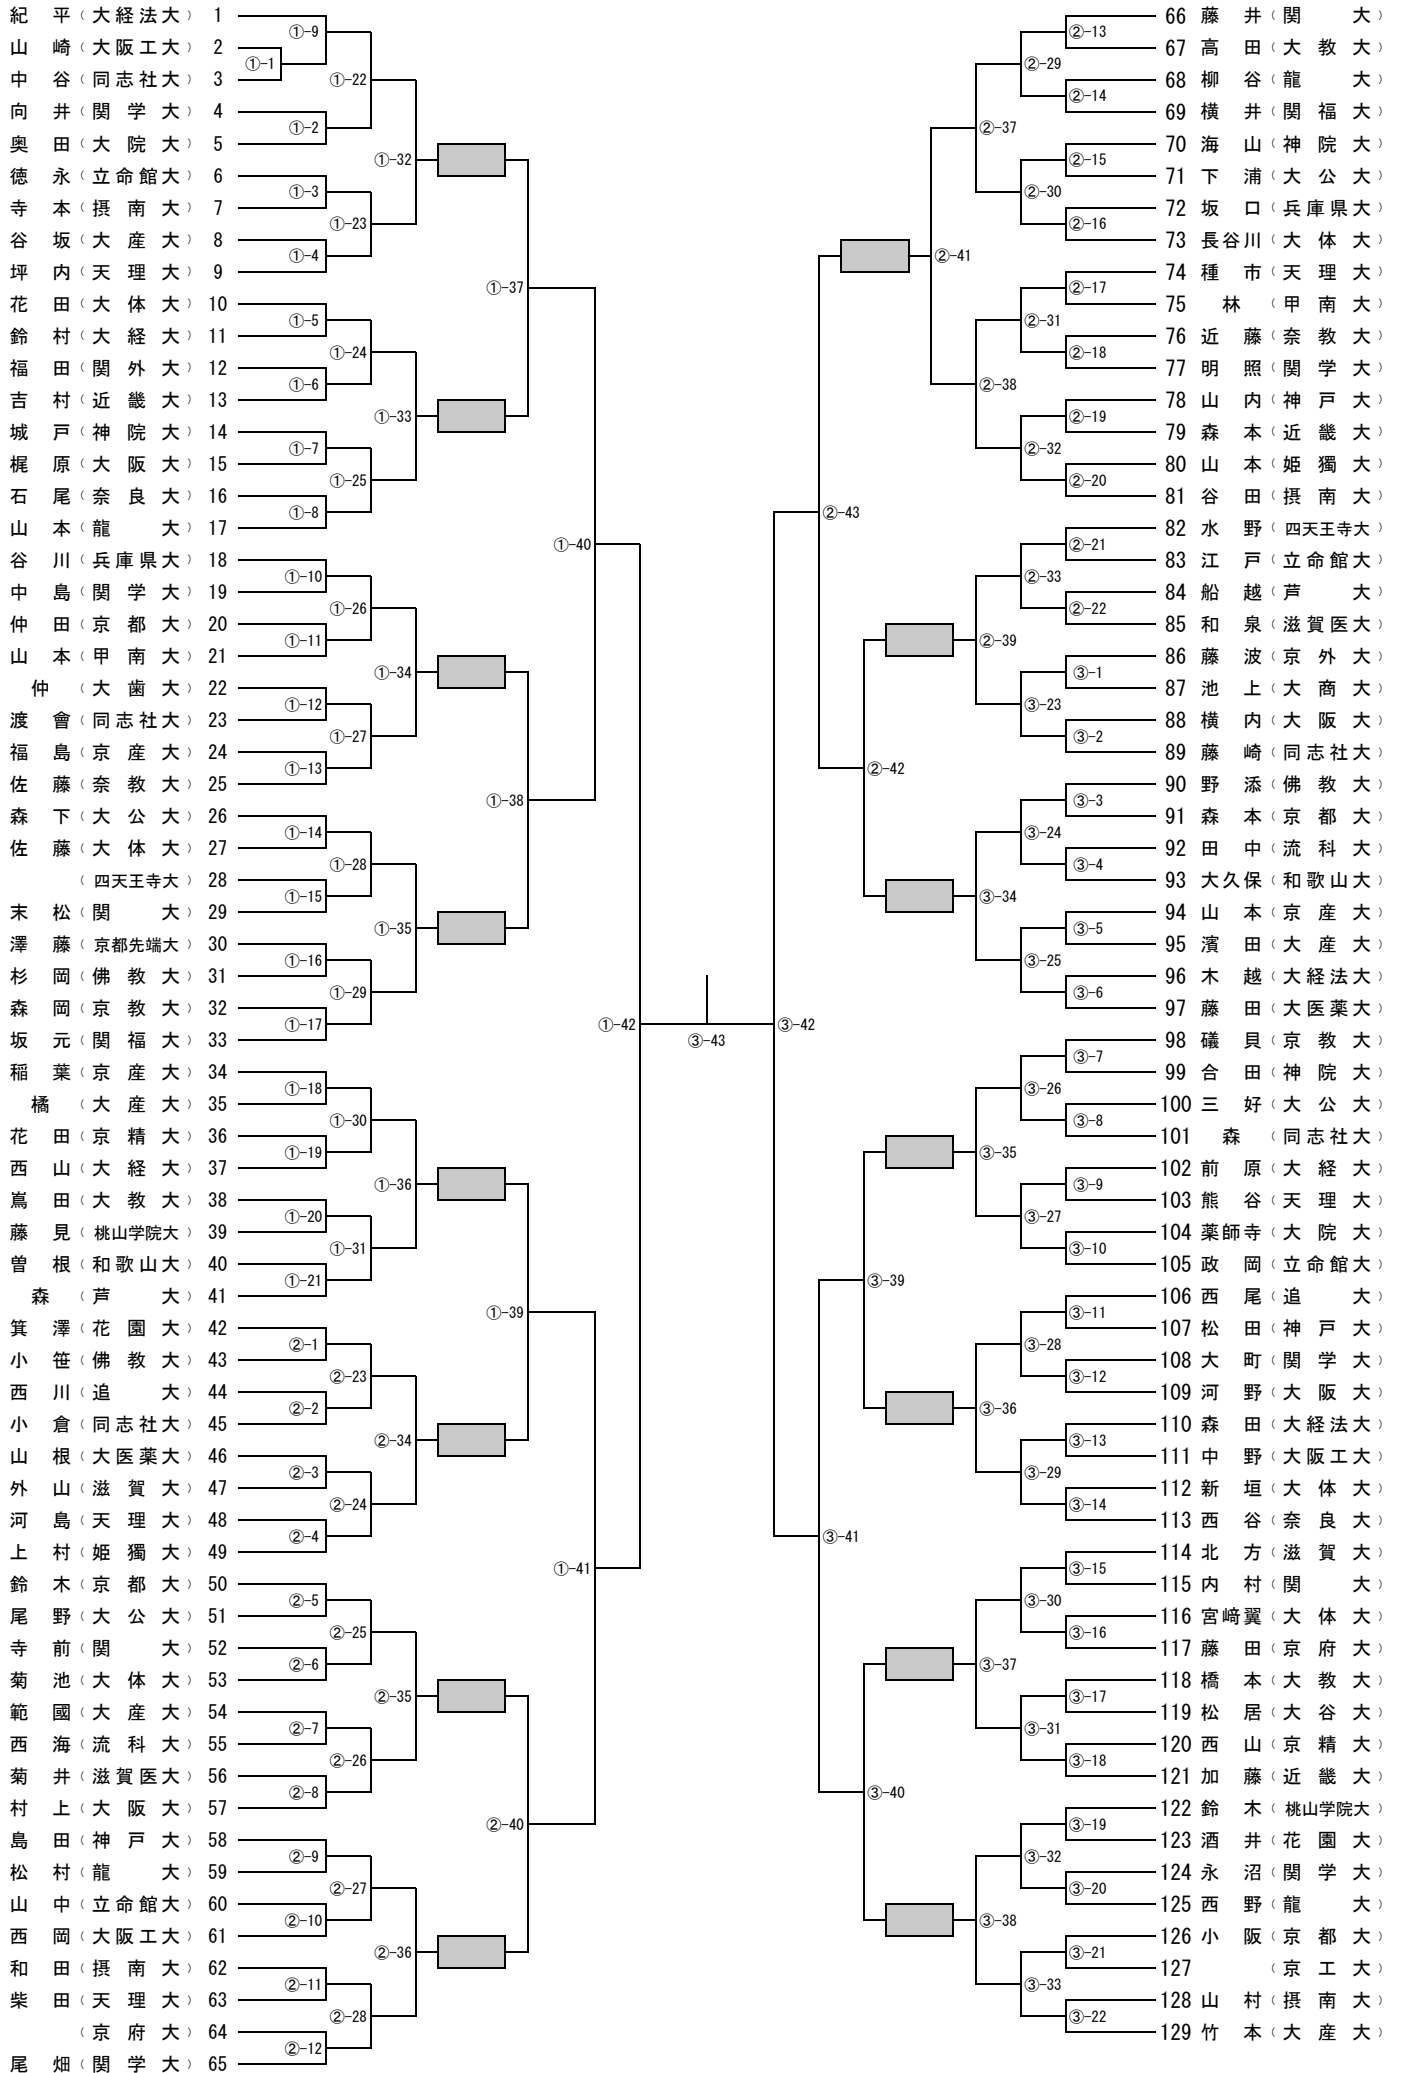 紀平（大経法大）1
山崎（大阪工大）2
中谷（同志社大）3
向井（関学大）4
奥田（大院大）5
徳永（立命館大）6
寺本（摂南大）7
谷坂（大産大）8
坪内（天理大）9
花田（大体大）10
鈴村（大経大）11
福田（関外大）12
吉村（近畿大）13
城戸（神院大）14
梶原（大阪大）15
石尾（奈良大）16
山本（龍大）17
谷川（兵庫県大）18
中島（関学大）19
仲田（京都大）20
山本（甲南大）21
仲（大歯大）22
渡會（同志社大）23
福島（京産大）24
佐藤（奈教大）25
森下（大公大）26
佐藤（大体大）27
（四天王寺大）28
末松（関大）29
澤藤（京都先端大）30
杉岡（佛教大）31
森岡（京教大）32
坂元（関福大）33
稲葉（京産大）34
橘（大産大）35
花田（京精大）36
西山（大経大）37
嶌田（大教大）38
藤見（桃山学院大）39
曽根（和歌山大）40
森（芦大）41
箕澤（花園大）42
小笹（佛教大）43
西川（追大）44
小倉（同志社大）45
山根（大医薬大）46
外山（滋賀大）47
河島（天理大）48
上村（姫獨大）49
鈴木（京都大）50
尾野（大公大）51
寺前（関大）52
菊池（大体大）53
範國（大産大）54
西海（流科大）55
菊井（滋賀医大）56
村上（大阪大）57
島田（神戸大）58
松村（龍大）59
山中（立命館大）60
西岡（大阪工大）61
和田（摂南大）62
柴田（天理大）63
（京府大）64
尾畑（関学大）65
①-1
①-9
①-2
①-3
①-4
①-5
①-6
①-7
①-8
①-10
①-11
①-12
①-13
①-14
①-15
①-16
①-17
①-18
①-19
①-20
①-21
②-1
②-2
②-3
②-4
②-5
②-6
②-7
②-8
②-9
②-10
②-11
②-12
①-22
①-23
①-24
①-25
①-26
①-27
①-28
①-29
①-30
①-31
②-23
②-24
②-25
②-26
②-27
②-28
①-32
①-33
①-34
①-35
①-36
②-34
②-35
②-36
①-37
①-38
①-39
②-40
①-40
①-41
①-42
③-43
③-42
②-43
③-41
②-41
②-42
③-39
③-40
②-37
②-38
②-39
③-34
③-35
③-36
③-37
③-38
②-29
②-30
②-31
②-32
②-33
③-23
③-24
③-25
③-26
③-27
③-28
③-29
③-30
③-31
③-32
③-33
②-13
②-14
②-15
②-16
②-17
②-18
②-19
②-20
②-21
②-22
③-1
③-2
③-3
③-4
③-5
③-6
③-7
③-8
③-9
③-10
③-11
③-12
③-13
③-14
③-15
③-16
③-17
③-18
③-19
③-20
③-21
③-22
66 藤井（関大）
67 高田（大教大）
68 柳谷（龍大）
69 横井（関福大）
70 海山（神院大）
71 下浦（大公大）
72 坂口（兵庫県大）
73 長谷川（大体大）
74 種市（天理大）
75 林（甲南大）
76 近藤（奈教大）
77 明照（関学大）
78 山内（神戸大）
79 森本（近畿大）
80 山本（姫獨大）
81 谷田（摂南大）
82 水野（四天王寺大）
83 江戸（立命館大）
84 船越（芦大）
85 和泉（滋賀医大）
86 藤波（京外大）
87 池上（大商大）
88 横内（大阪大）
89 藤崎（同志社大）
90 野添（佛教大）
91 森本（京都大）
92 田中（流科大）
93 大久保（和歌山大）
94 山本（京産大）
95 濱田（大産大）
96 木越（大経法大）
97 藤田（大医薬大）
98 礒貝（京教大）
99 合田（神院大）
100 三好（大公大）
101 森（同志社大）
102 前原（大経大）
103 熊谷（天理大）
104 薬師寺（大院大）
105 政岡（立命館大）
106 西尾（追大）
107 松田（神戸大）
108 大町（関学大）
109 河野（大阪大）
110 森田（大経法大）
111 中野（大阪工大）
112 新垣（大体大）
113 西谷（奈良大）
114 北方（滋賀大）
115 内村（関大）
116 宮﨑翼（大体大）
117 藤田（京府大）
118 橋本（大教大）
119 松居（大谷大）
120 西山（京精大）
121 加藤（近畿大）
122 鈴木（桃山学院大）
123 酒井（花園大）
124 永沼（関学大）
125 西野（龍大）
126 小阪（京都大）
127 （京工大）
128 山村（摂南大）
129 竹本（大産大）